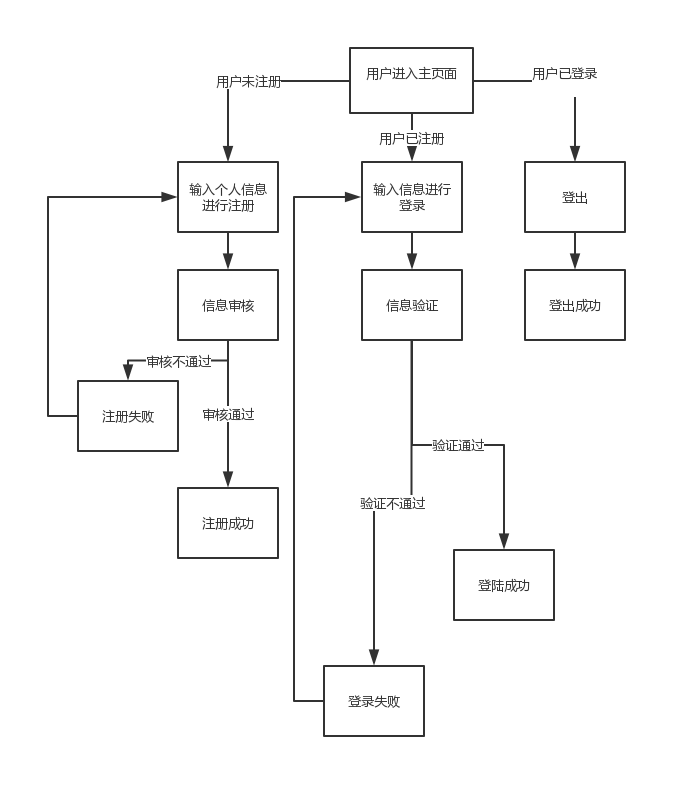 用户进入主页面
用户未注册
用户已登录
用户已注册
输入个人信息
进行注册
输入信息进行
登录
登出
信息审核
信息验证
登出成功
审核不通过
注册失败
审核通过
验证通过
验证不通过
注册成功
登陆成功
登录失败